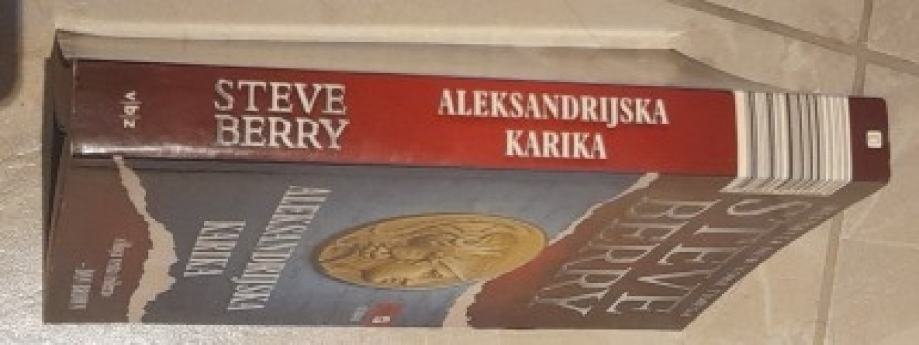 vbz
STEVE
BERRY
ALEKSANDRIJSKA
KARIKA
STEVE
BERRY
ALEKSANDRIJSKA
KARIKA